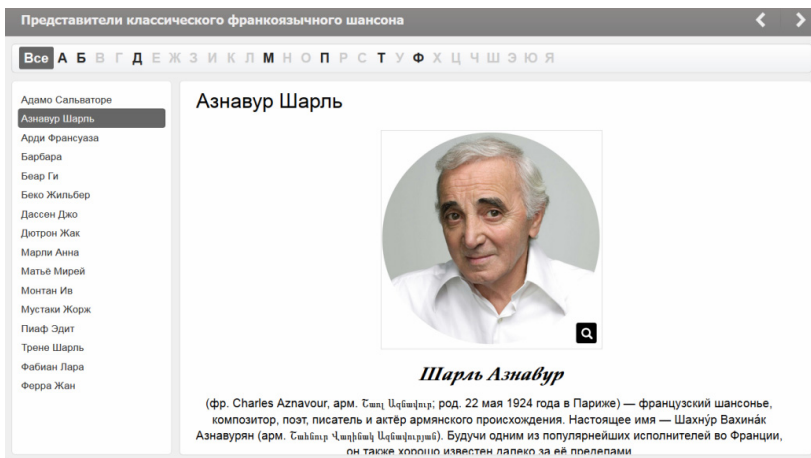 Представители классического франкоязычного шансона
Все А Б В Г Д Е Ж З И К Л М Н О П Р С Т У Ф Х Ц Ч Ш Э Ю Я
Адамо Сальваторе
Азнавур Шарль
Арди Франсуаза
Барбара
Беар Ги
Беко Жильбер
Дассен Джо
Дютрон Жак
Марли Анна
Матьё Мирей
Монтан Ив
Мустаки Жорж
Пиаф Эдит
Трене Шарль
Фабиан Лара
Ферра Жан
Азнавур Шарль
Шарль Азнавур
(фр. Charles Aznavour, арм. Շառլ Ազնավուր; род. 22 мая 1924 года в Париже) — французский шансонье,
композитор, поэт, писатель и актёр армянского происхождения. Настоящее имя — Шахну́р Вахина́к
Азнавурян (арм. Շահնուր Վաղինակ Ազնավուրյան). Будучи одним из популярнейших исполнителей во Франции,
он также хорошо известен далеко за её пределами